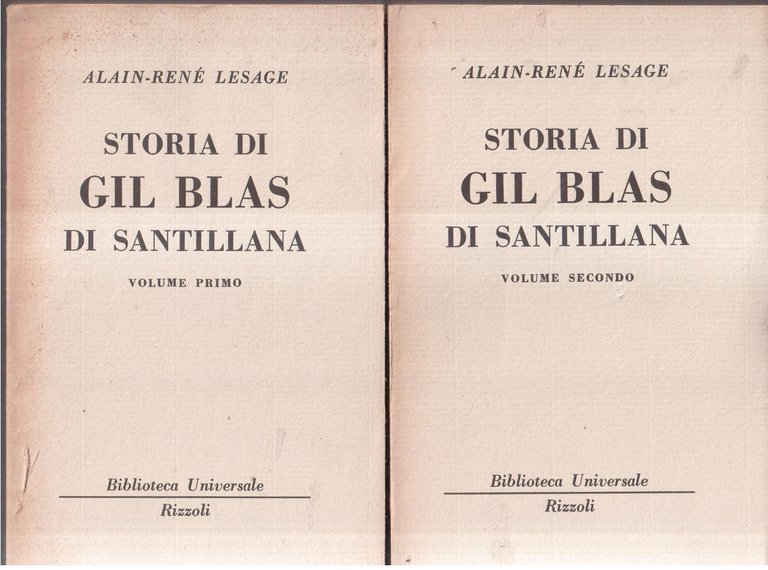 ALAIN-RENÉ LESAGE
STORIA DI
GIL BLAS
DI SANTILLANA
VOLUME PRIMO
Biblioteca Universale
Rizzoli
ALAIN-RENÉ LESAGE
STORIA DI
GIL BLAS
DI SANTILLANA
VOLUME SECONDO
Biblioteca Universale
Rizzoli